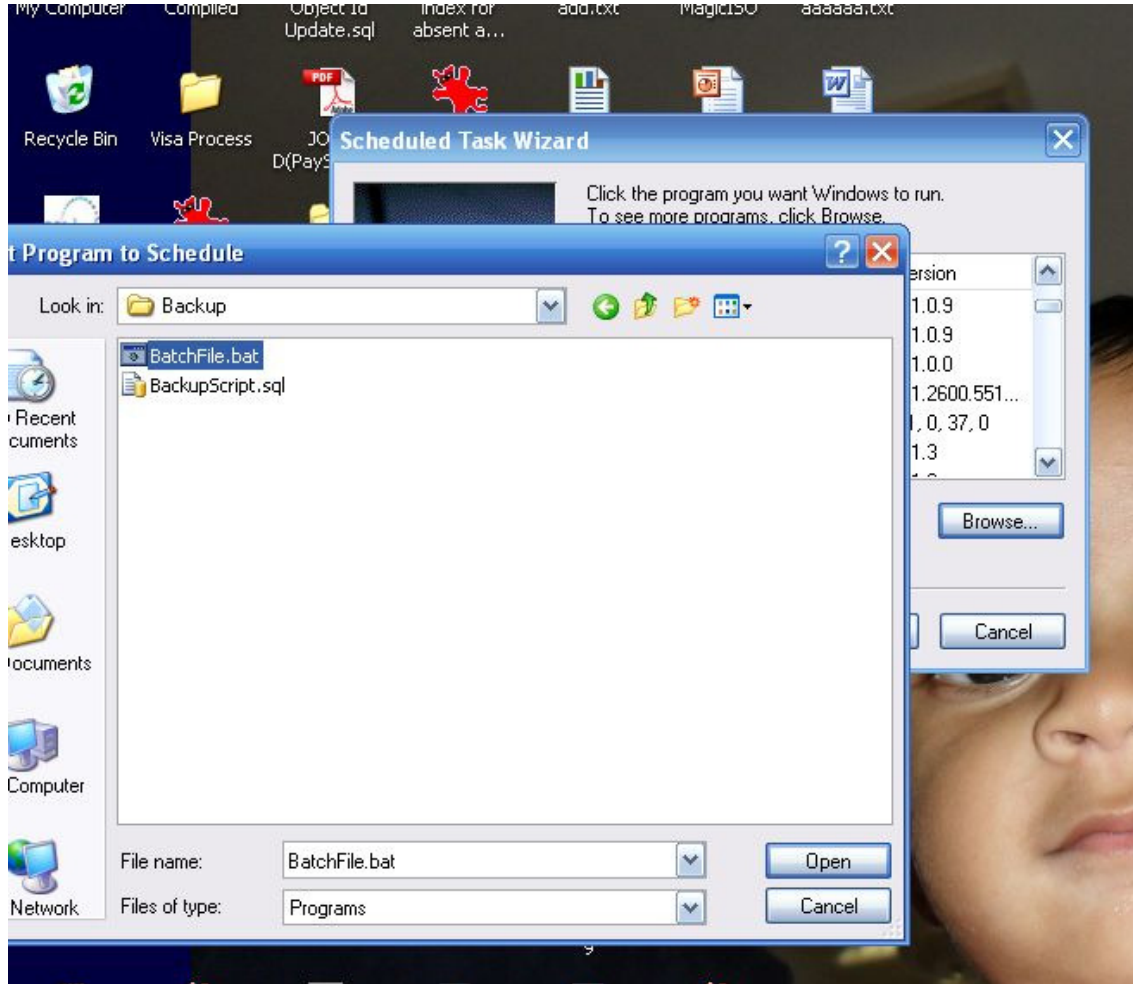 My Computer Compiled Object Id index for add.txt MagicISO aaaaaa.txt
Update.sql absent a...
PDF
Adobe
W
Recycle Bin Visa Process JO
D(PayS
Scheduled Task Wizard
Click the program you want Windows to run.
To see more programs, click Browse.
t Program to Schedule
ersion
Look in: Backup
1.0.9
1.0.9
1.0.0
1.2600.551...
, 0, 37, 0
1.3
BatchFile.bat
BackupScript.sql
Recent
cuments
esktop
ocuments
Computer
Network
Browse...
Cancel
File name: BatchFile.bat Open
Files of type: Programs Cancel
9